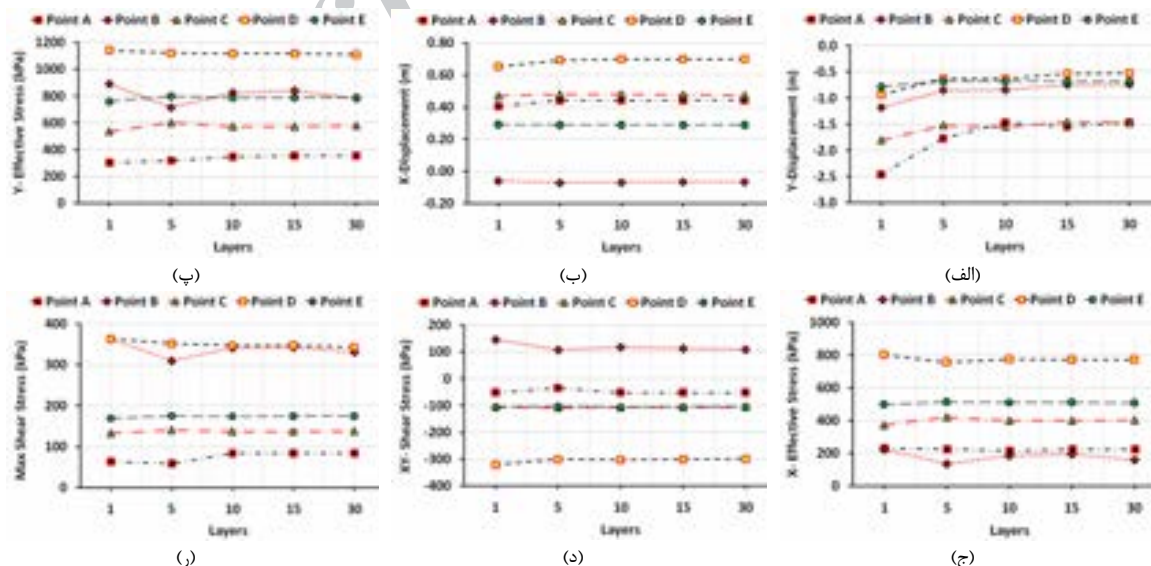 Point A Point B Point C Point D Point E
1200
1000
800
600
400
200
0
Y- Effective Stress (kPa)
1 5 10 15 30
Layers
(پ)
Point A Point B Point C Point D Point E
0.80
0.60
0.40
0.20
0.00
-0.20
X-Displacement (m)
1 5 10 15 30
Layers
(ب)
Point A Point B Point C Point D Point E
0.0
-0.5
-1.0
-1.5
-2.0
-2.5
-3.0
Y-Displacement (m)
1 5 10 15 30
Layers
(الف)
Point A Point B Point C Point D Point E
400
300
200
100
0
Max Shear Stress (kPa)
1 5 10 15 30
Layers
(ر)
Point A Point B Point C Point D Point E
200
100
0
-100
-200
-300
-400
XY- Shear Stress (kPa)
1 5 10 15 30
Layers
(د)
Point A Point B Point C Point D Point E
1000
800
600
400
200
0
X- Effective Stress (kPa)
1 5 10 15 30
Layers
(ج)